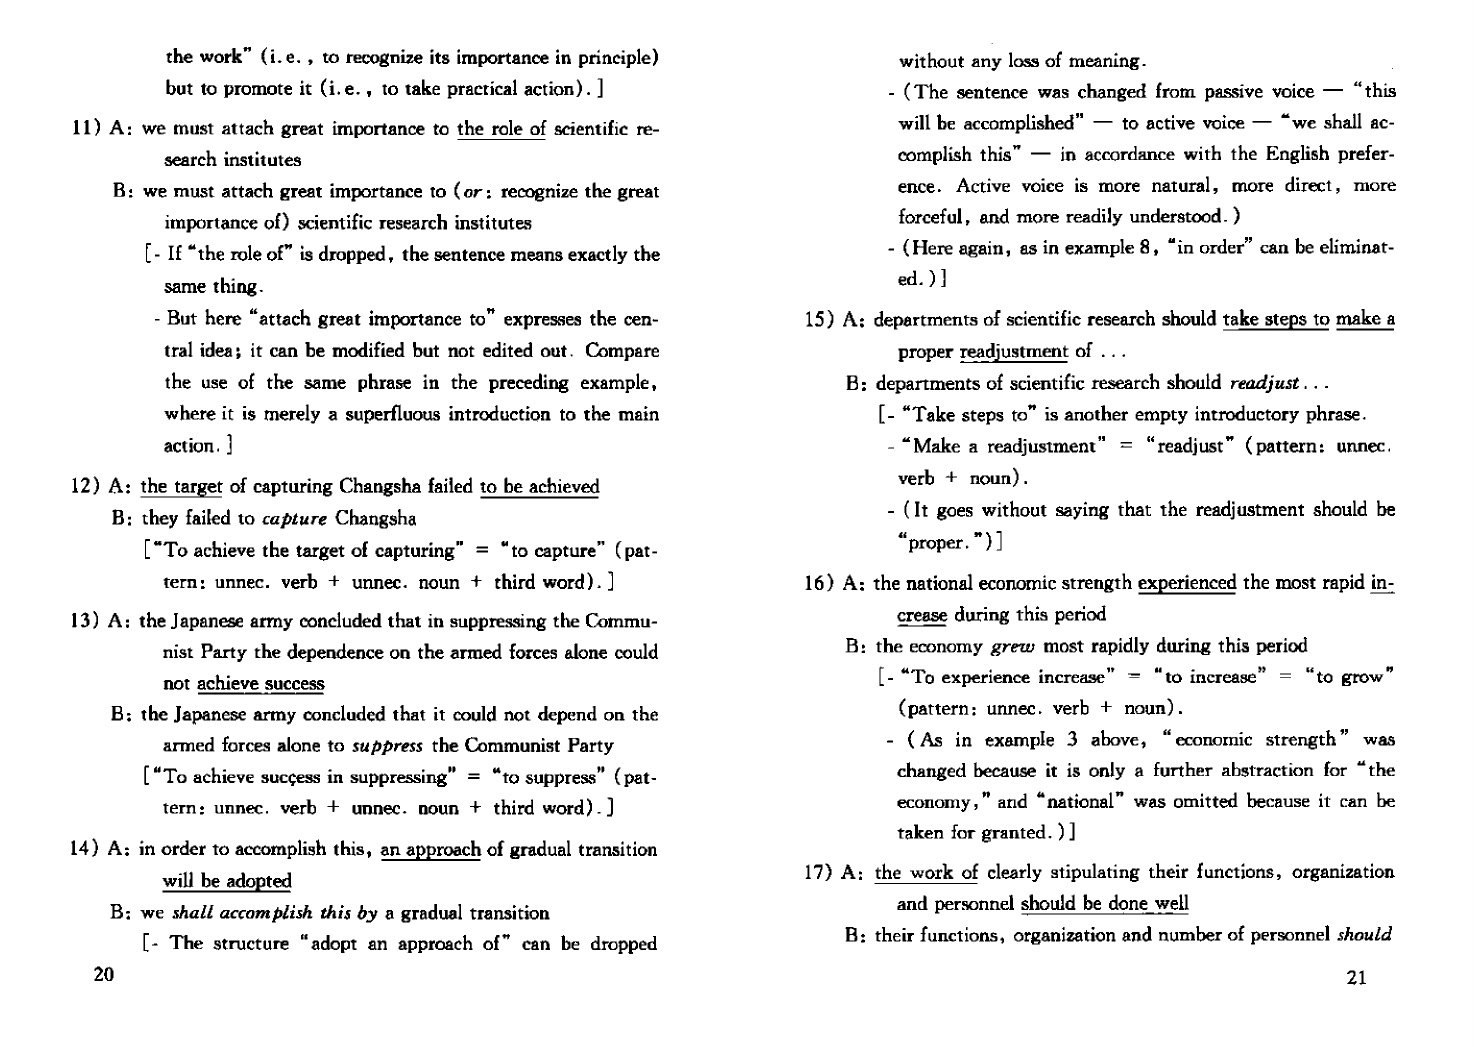 the work” (i. e. , to recognize its importance in principle)
but to promote it (i. e. , to take practical action). ]
11) A: we must attach great importance to the role of scientific re-
search institutes
B: we must attach great importance to (or: recognize the great
importance of) scientific research institutes
[- If “the role of” is dropped, the sentence means exactly the
same thing.
- But here “attach great importance to” expresses the cen-
tral idea; it can be modified but not edited out. Compare
the use of the same phrase in the preceding example,
where it is merely a superfluous introduction to the main
action. ]
12) A: the target of capturing Changsha failed to be achieved
B: they failed to capture Changsha
[“To achieve the target of capturing” = “to capture” (pat-
tern: unnec. verb + unnec. noun + third word). ]
13) A: the Japanese army concluded that in suppressing the Commu-
nist Party the dependence on the armed forces alone could
not achieve success
B: the Japanese army concluded that it could not depend on the
armed forces alone to suppress the Communist Party
[“To achieve success in suppressing” = “to suppress” (pat-
tern: unnec. verb + unnec. noun + third word). ]
14) A: in order to accomplish this, an approach of gradual transition
will be adopted
B: we shall accomplish this by a gradual transition
[- The structure “adopt an approach of” can be dropped
20
without any loss of meaning.
- (The sentence was changed from passive voice — “this
will be accomplished” — to active voice — “we shall ac-
complish this” — in accordance with the English prefer-
ence. Active voice is more natural, more direct, more
forceful, and more readily understood. )
- (Here again, as in example 8, “in order” can be eliminat-
ed. )]
15) A: departments of scientific research should take steps to make a
proper readjustment of . . .
B: departments of scientific research should readjust . . .
[- “Take steps to” is another empty introductory phrase.
- “Make a readjustment” = “readjust” (pattern: unnec.
verb + noun).
- (It goes without saying that the readjustment should be
“proper. ”)]
16) A: the national economic strength experienced the most rapid in-
crease during this period
B: the economy grew most rapidly during this period
[- “To experience increase” = “to increase” = “to grow”
(pattern: unnec. verb + noun).
- (As in example 3 above, “economic strength” was
changed because it is only a further abstraction for “the
economy,” and “national” was omitted because it can be
taken for granted. )]
17) A: the work of clearly stipulating their functions, organization
and personnel should be done well
B: their functions, organization and number of personnel should
21